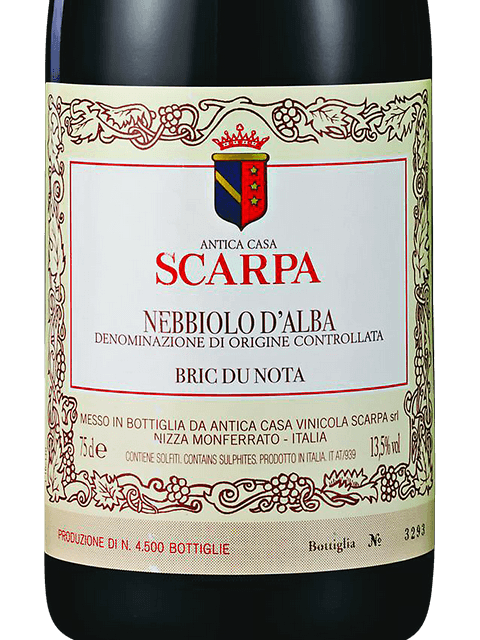 ANTICA CASA
SCARPA
NEBBIOLO D'ALBA
DENOMINAZIONE DI ORIGINE CONTROLLATA
BRIC DU NOTA
MESSO IN BOTTIGLIA DA ANTICA CASA VINICOLA SCARPA srl
75cl e NIZZA MONFERRATO - ITALIA 13,5% vol
CONTIENE SOLFITI. CONTAINS SULPHITES. PRODOTTO IN ITALIA. IT AT/939
PRODUZIONE DI N. 4.500 BOTTIGLIE Bottiglia № 3293